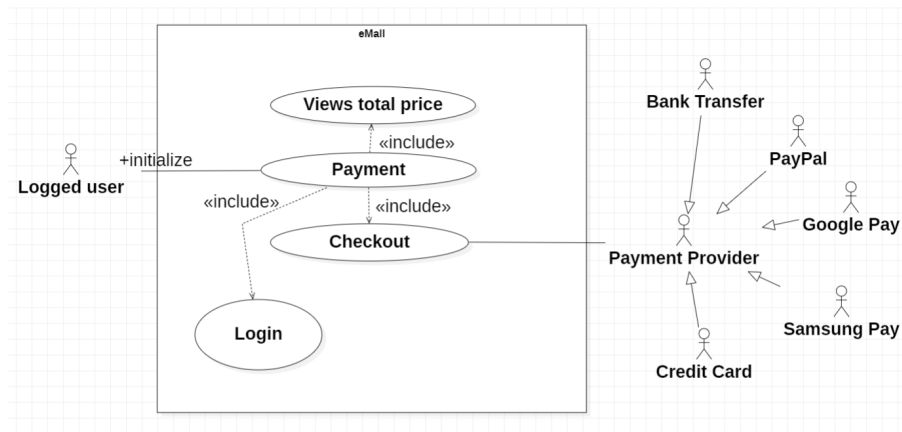 eMall
Views total price
«include»
+initialize
Payment
Logged user
«include»
«include»
Checkout
Login
Bank Transfer
PayPal
Google Pay
Payment Provider
Samsung Pay
Credit Card